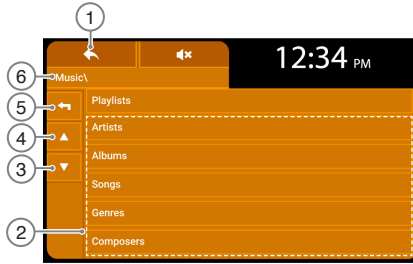 1
12:34 PM
6 Music\
5 Playlists
Artists
4 Albums
3 Songs
Genres
2 Composers